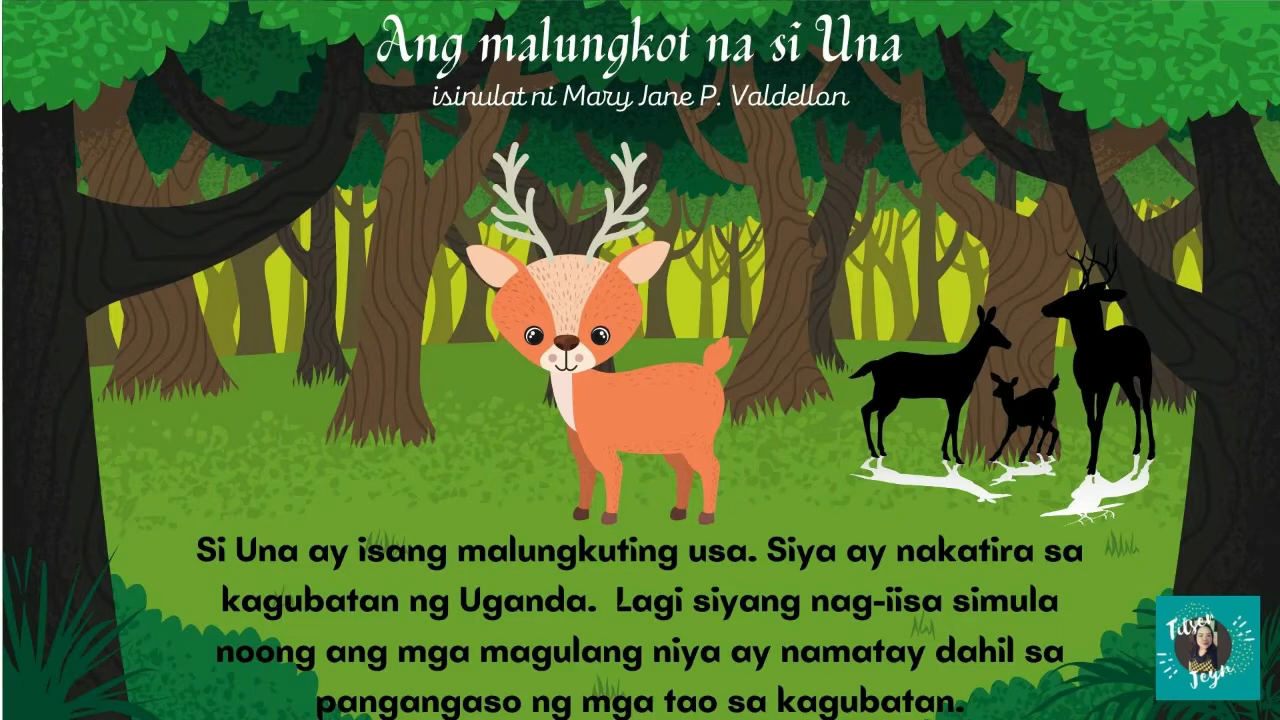 Ang malungkot na si Una
isinulat ni Mary Jane P. Valdellon
Si Una ay isang malungkuting usa. Siya ay nakatira sa
kagubatan ng Uganda. Lagi siyang nag-iisa simula
noong ang mga magulang niya ay namatay dahil sa
pangangaso ng mga tao sa kagubatan.
Titser
Jeyn